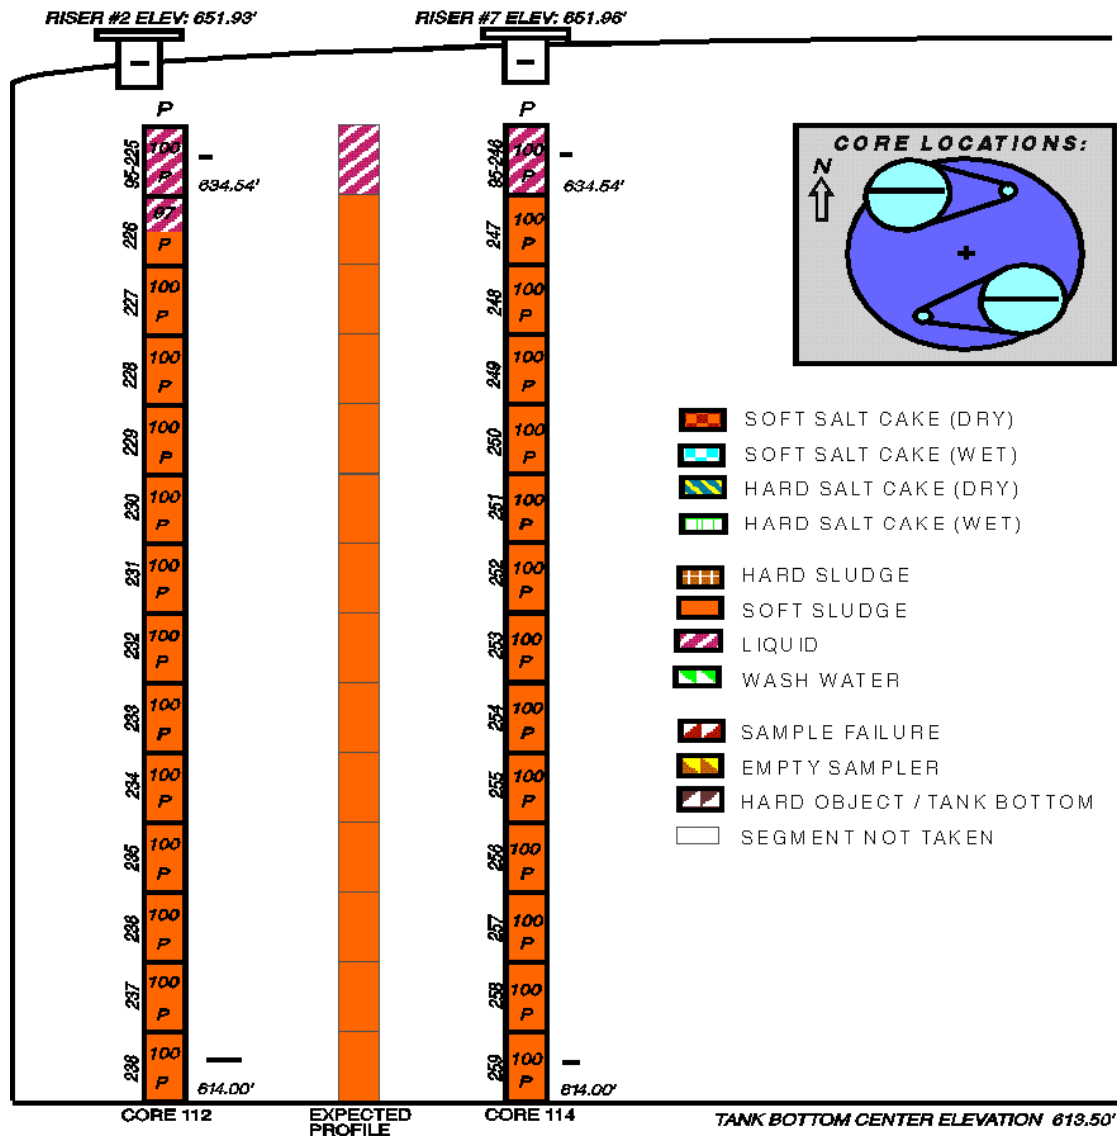 RISER #2 ELEV: 651.93'
RISER #7 ELEV: 651.96'
P
P
95-225
100
P
634.54'
95-246
100
P
634.54'
226
97
P
247
100
P
227
100
P
248
100
P
228
100
P
249
100
P
229
100
P
250
100
P
230
100
P
251
100
P
231
100
P
252
100
P
232
100
P
253
100
P
233
100
P
254
100
P
234
100
P
255
100
P
235
100
P
256
100
P
236
100
P
257
100
P
237
100
P
258
100
P
238
100
P
614.00'
259
100
P
614.00'
CORE 112
EXPECTED
PROFILE
CORE 114
TANK BOTTOM CENTER ELEVATION 613.50'
CORE LOCATIONS:
N
SOFT SALT CAKE (DRY)
SOFT SALT CAKE (WET)
HARD SALT CAKE (DRY)
HARD SALT CAKE (WET)
HARD SLUDGE
SOFT SLUDGE
LIQUID
WASH WATER
SAMPLE FAILURE
EMPTY SAMPLER
HARD OBJECT / TANK BOTTOM
SEGMENT NOT TAKEN